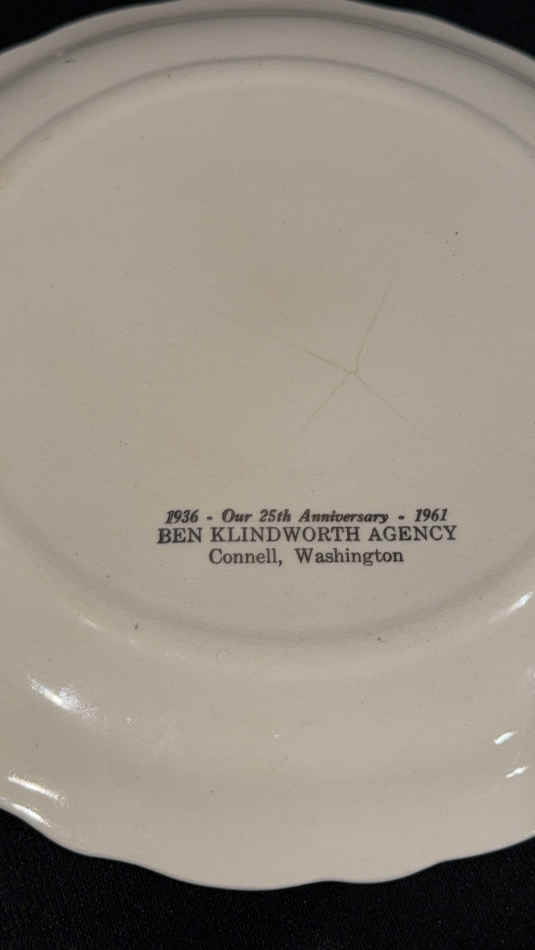 1936 - Our 25th Anniversary - 1961
BEN KLINDWORTH AGENCY
Connell, Washington